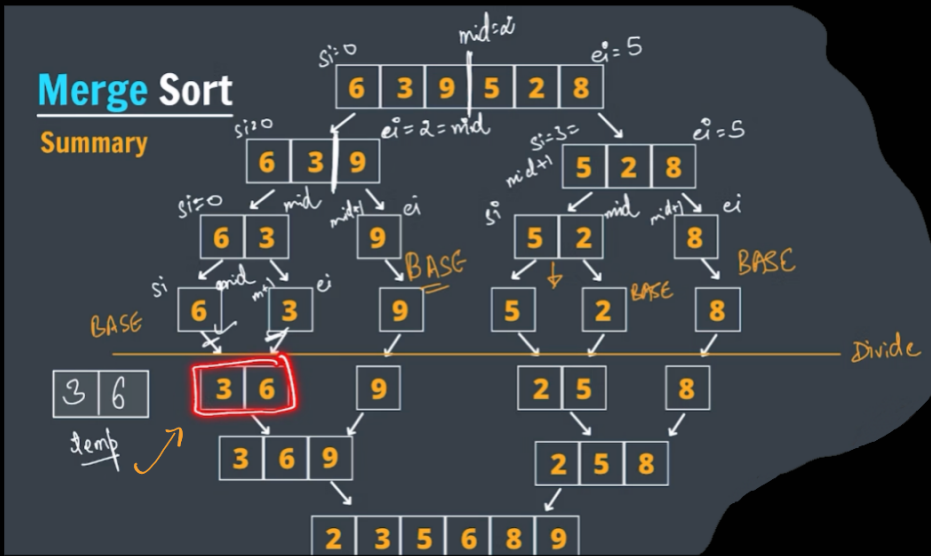 mid=2
si=0
ei=5
6 3 9 5 2 8
Merge Sort
Summary
si=0
ei=2=mid
si=3=
mid+1
ei=5
6 3 9
5 2 8
si=0
mid
mid+1
ei
si
mid
mid+1
ei
6 3
9
5 2
8
BASE
BASE
si
mid
m+1
ei
6
3
9
5
2
BASE
8
BASE
Divide
3 6
3 6
9
2 5
8
temp
3 6 9
2 5 8
2 3 5 6 8 9